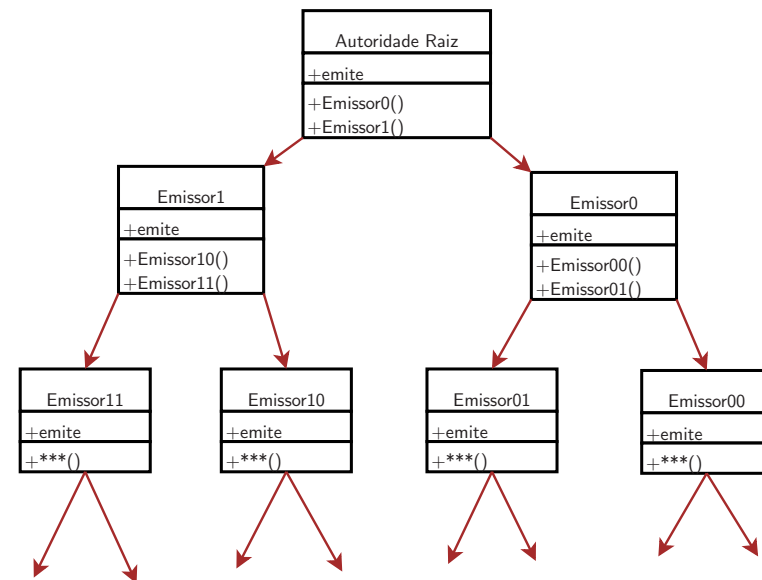 Autoridade Raiz
+emite
+Emissor0()
+Emissor1()
Emissor1
+emite
+Emissor10()
+Emissor11()
Emissor0
+emite
+Emissor00()
+Emissor01()
Emissor11
+emite
+***()
Emissor10
+emite
+***()
Emissor01
+emite
+***()
Emissor00
+emite
+***()